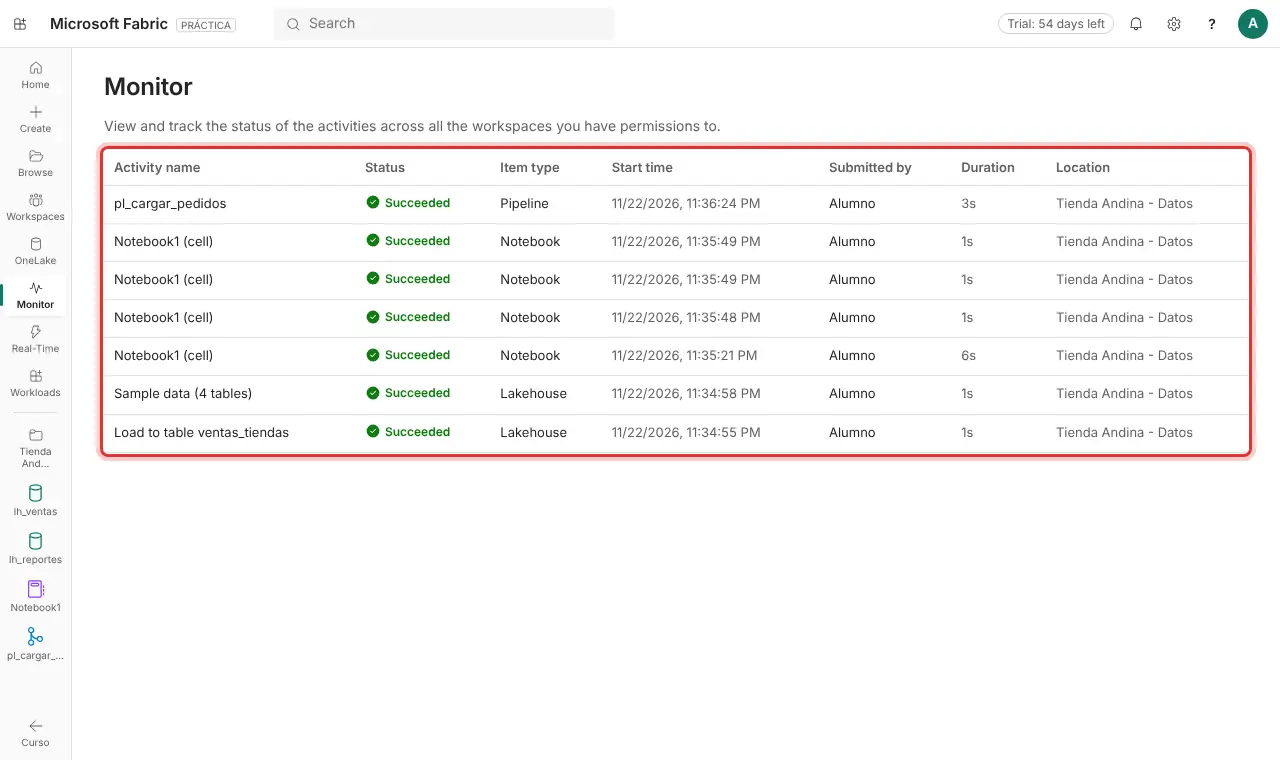 Microsoft Fabric PRÁCTICA Search Trial: 54 days left ? A
Home
Create
Browse
Workspaces
OneLake
Monitor
Real-Time
Workloads
Tienda
And...
lh_ventas
lh_reportes
Notebook1
pl_cargar_...
Curso
Monitor
View and track the status of the activities across all the workspaces you have permissions to.
Activity name Status Item type Start time Submitted by Duration Location
pl_cargar_pedidos Succeeded Pipeline 11/22/2026, 11:36:24 PM Alumno 3s Tienda Andina - Datos
Notebook1 (cell) Succeeded Notebook 11/22/2026, 11:35:49 PM Alumno 1s Tienda Andina - Datos
Notebook1 (cell) Succeeded Notebook 11/22/2026, 11:35:49 PM Alumno 1s Tienda Andina - Datos
Notebook1 (cell) Succeeded Notebook 11/22/2026, 11:35:48 PM Alumno 1s Tienda Andina - Datos
Notebook1 (cell) Succeeded Notebook 11/22/2026, 11:35:21 PM Alumno 6s Tienda Andina - Datos
Sample data (4 tables) Succeeded Lakehouse 11/22/2026, 11:34:58 PM Alumno 1s Tienda Andina - Datos
Load to table ventas_tiendas Succeeded Lakehouse 11/22/2026, 11:34:55 PM Alumno 1s Tienda Andina - Datos